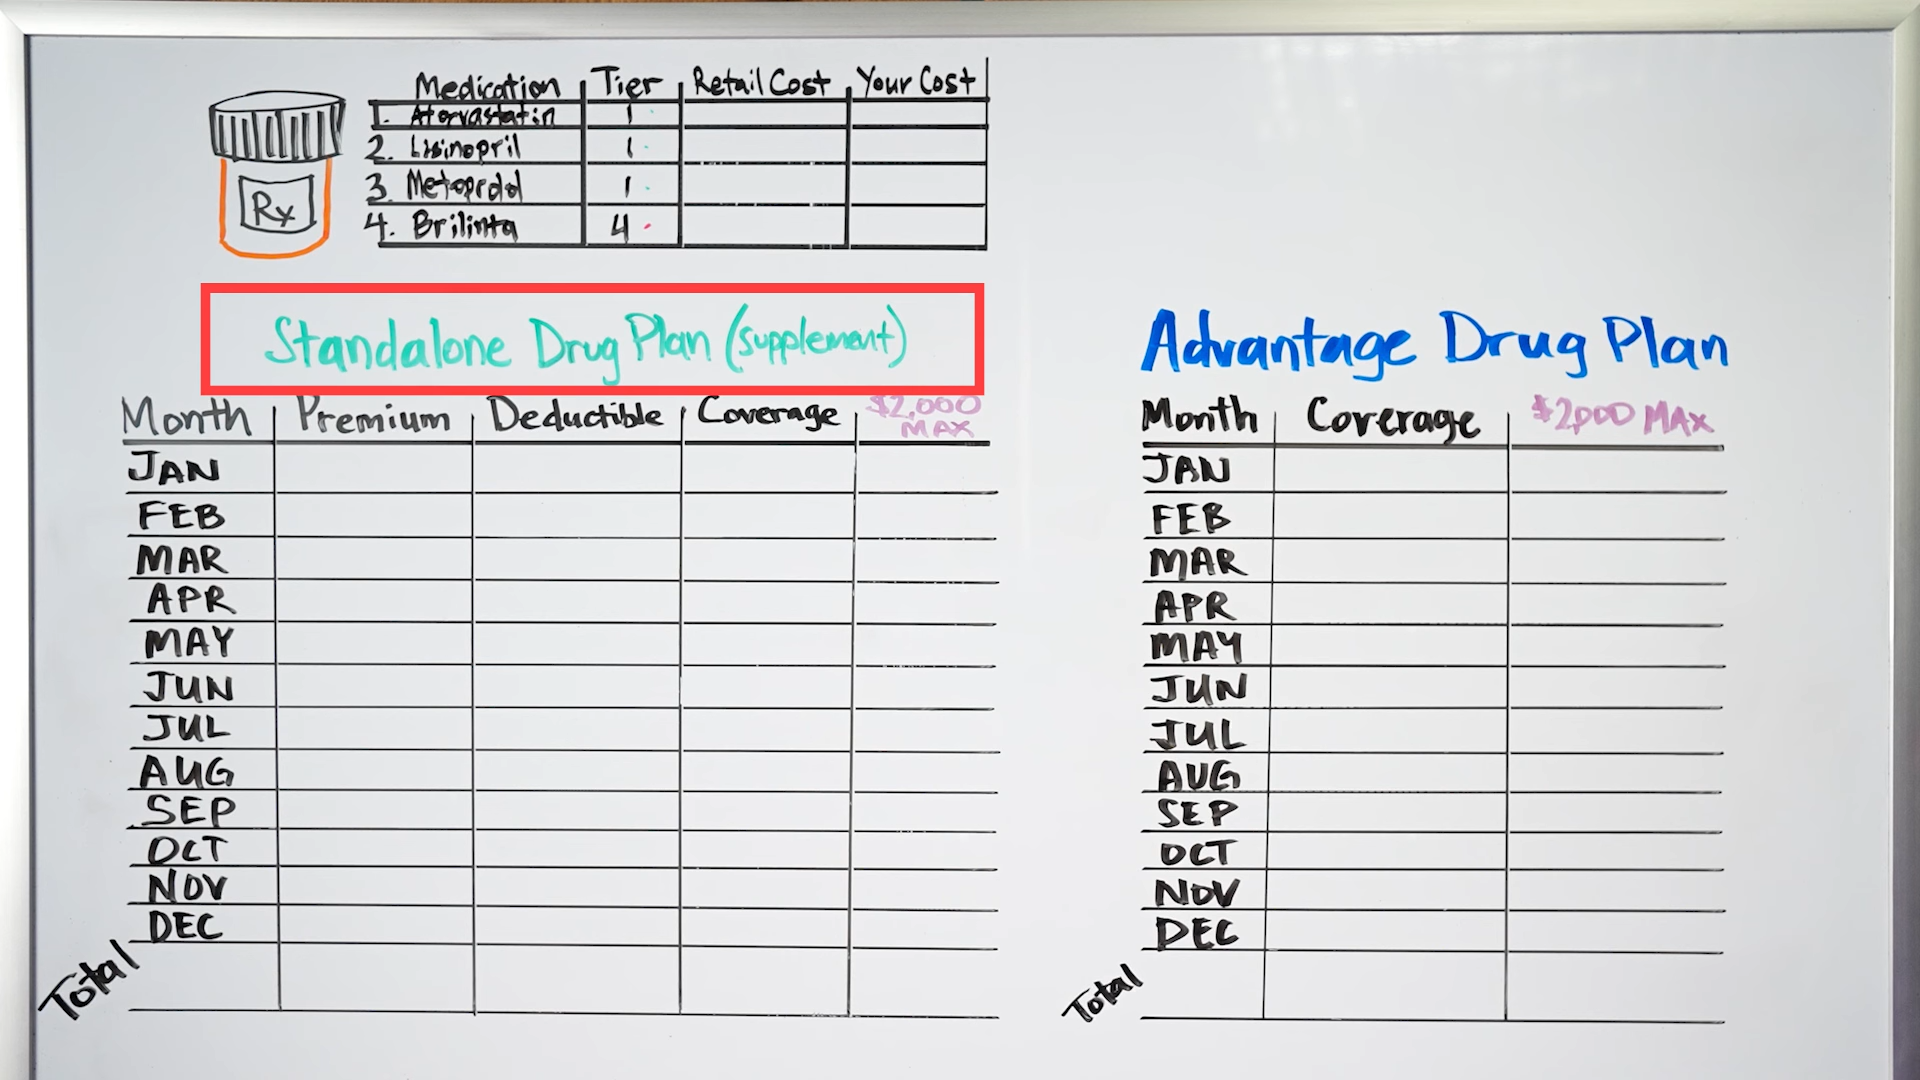 Medication Tier Retail Cost Your Cost
1. Atorvastatin 1
2. Lisinopril 1
3. Metoprolol 1
4. Brilinta 4
Rx
Standalone Drug Plan (supplement)
Month Premium Deductible Coverage $2,000 MAX
JAN
FEB
MAR
APR
MAY
JUN
JUL
AUG
SEP
OCT
NOV
DEC
Total
Advantage Drug Plan
Month Coverage $2,000 MAX
JAN
FEB
MAR
APR
MAY
JUN
JUL
AUG
SEP
OCT
NOV
DEC
Total